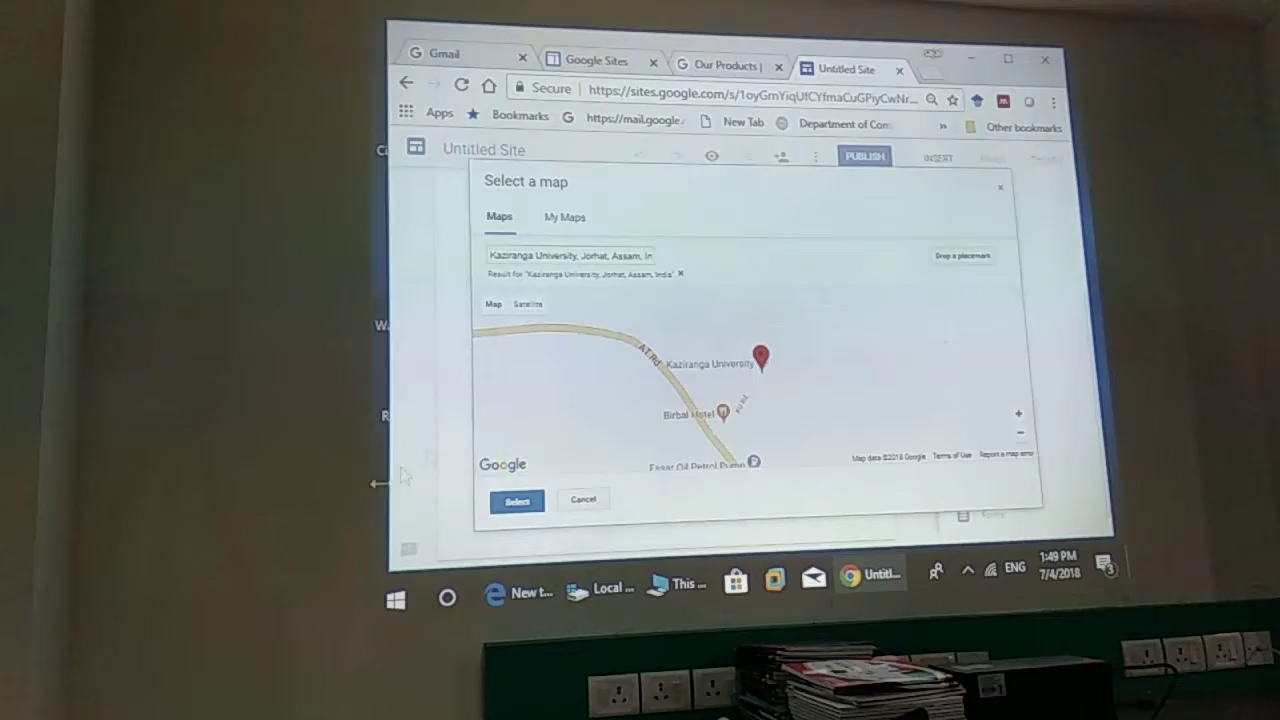 Gmail
Google Sites
Our Products |
Untitled Site
Secure
https://sites.google.com/s/1oyGmYiqUfCYfmaCuGPiyCwNr...
Apps
Bookmarks
https://mail.google.
New Tab
Department of Com
»
Other bookmarks
Untitled Site
PUBLISH
INSERT
Select a map
Maps
My Maps
Kaziranga University, Jorhat, Assam, In
Drop a placemark
Result for "Kaziranga University, Jorhat, Assam, India"
Map
Satellite
AT Rd
Kaziranga University
Birbal Hotel
KU Rd
Essar Oil Petrol Pump
Google
Map data ©2018 Google
Terms of Use
Report a map error
Select
Cancel
New t...
Local ...
This ...
Untitl...
ENG
1:49 PM
7/4/2018
3